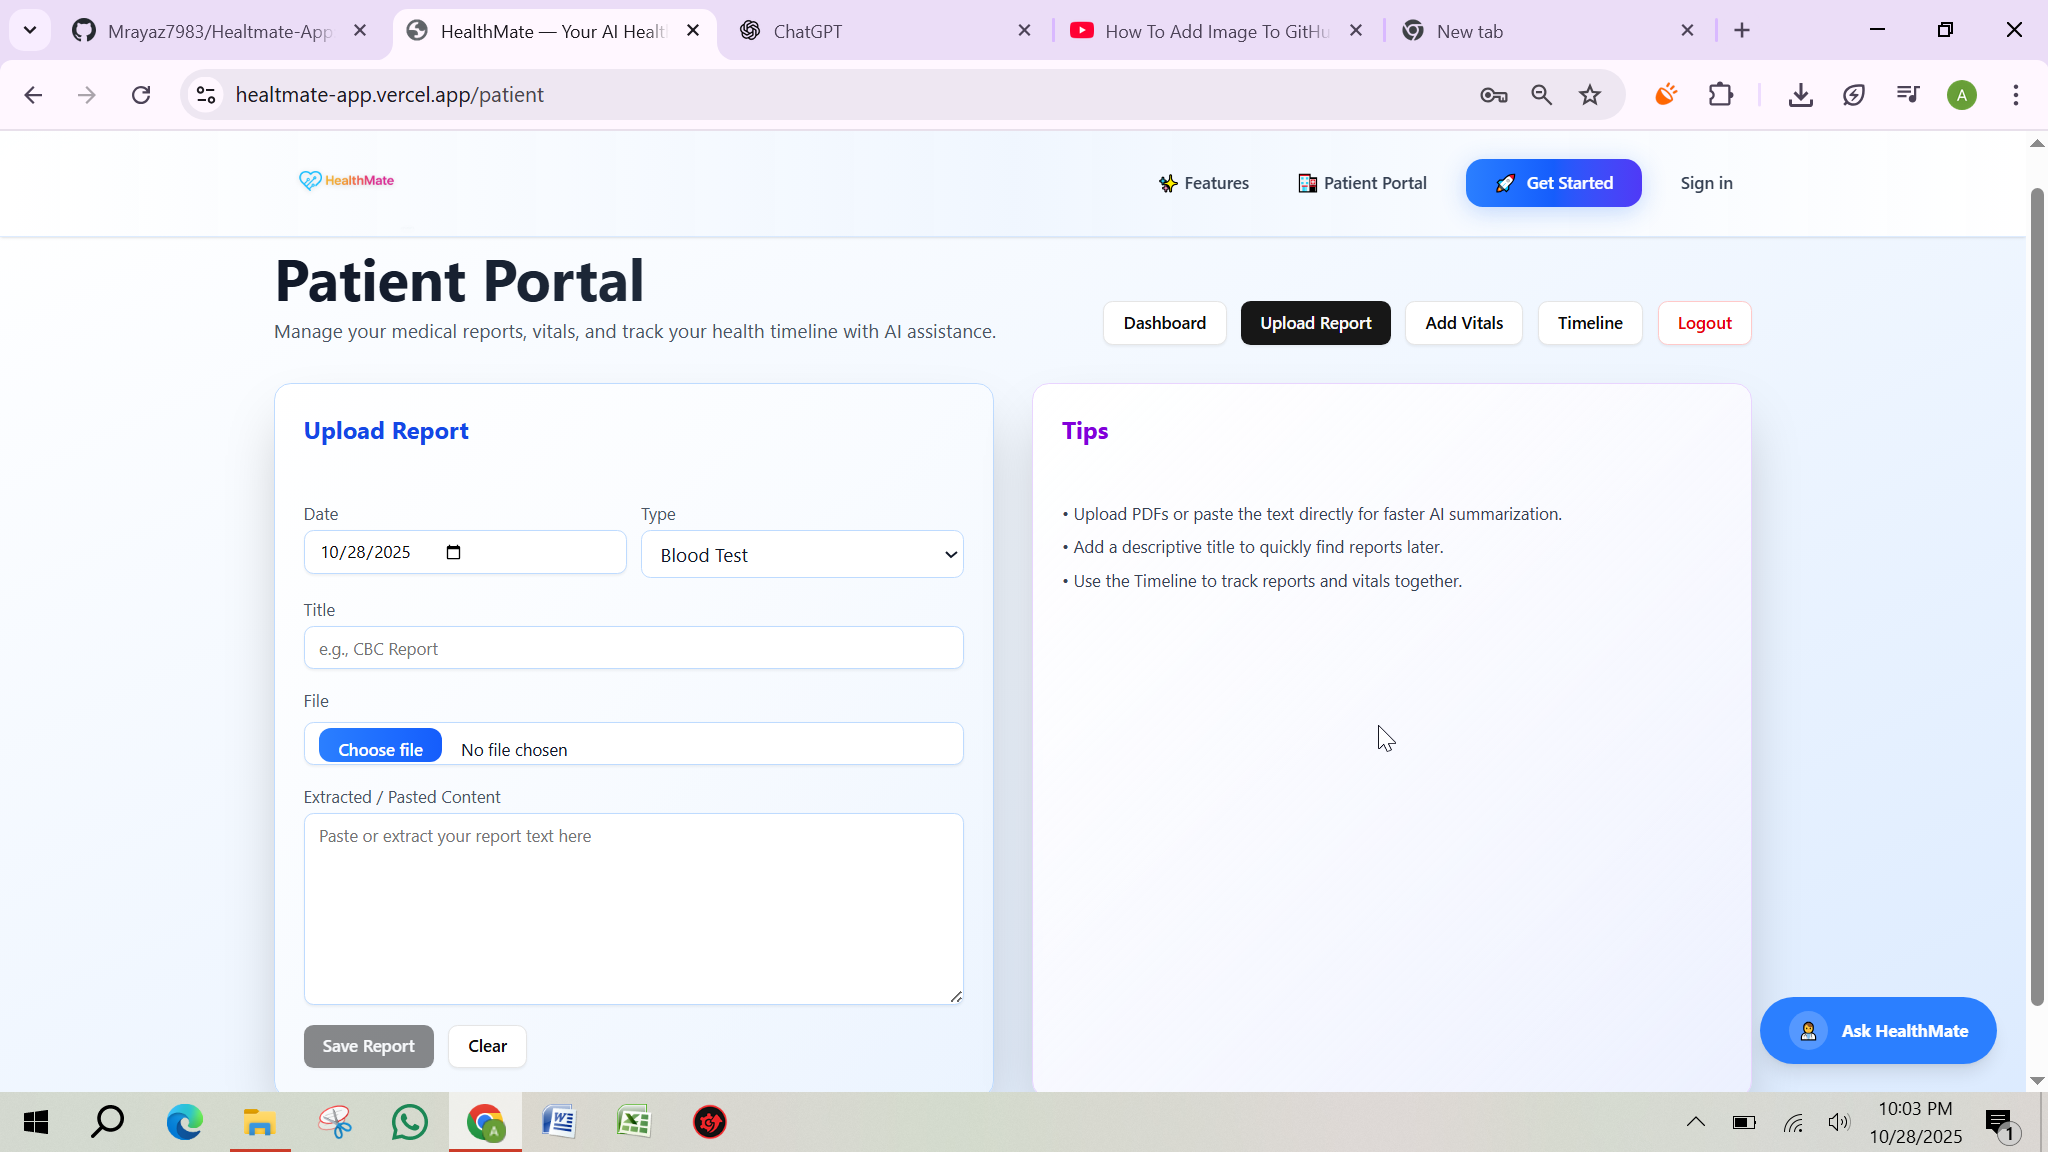 Mrayaz7983/Healtmate-App
HealthMate — Your AI Healt
ChatGPT
How To Add Image To GitHu
New tab
healtmate-app.vercel.app/patient
A
HealthMate
Features
Patient Portal
Get Started
Sign in
Patient Portal
Manage your medical reports, vitals, and track your health timeline with AI assistance.
Dashboard
Upload Report
Add Vitals
Timeline
Logout
Upload Report
Date
Type
10/28/2025
Blood Test
Title
e.g., CBC Report
File
Choose file
No file chosen
Extracted / Pasted Content
Paste or extract your report text here
Save Report
Clear
Tips
• Upload PDFs or paste the text directly for faster AI summarization.
• Add a descriptive title to quickly find reports later.
• Use the Timeline to track reports and vitals together.
Ask HealthMate
A
10:03 PM
10/28/2025
1